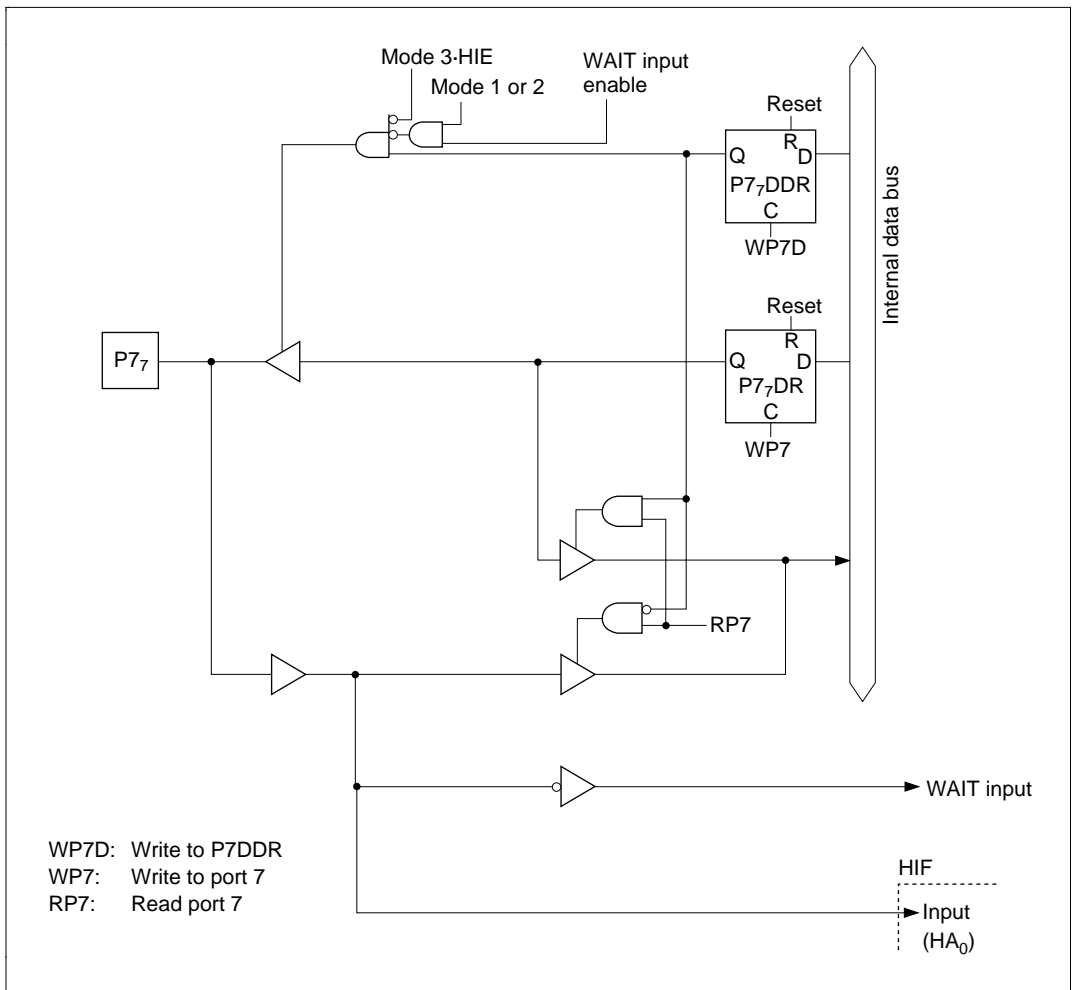 Mode 3·HIE
Mode 1 or 2
WAIT input
enable
Reset
R
Q
D
P7₇DDR
C
WP7D
Internal data bus
Reset
R
Q
D
P7₇DR
C
WP7
P7₇
RP7
WAIT input
WP7D: Write to P7DDR
WP7: Write to port 7
RP7: Read port 7
HIF
Input
(HA₀)